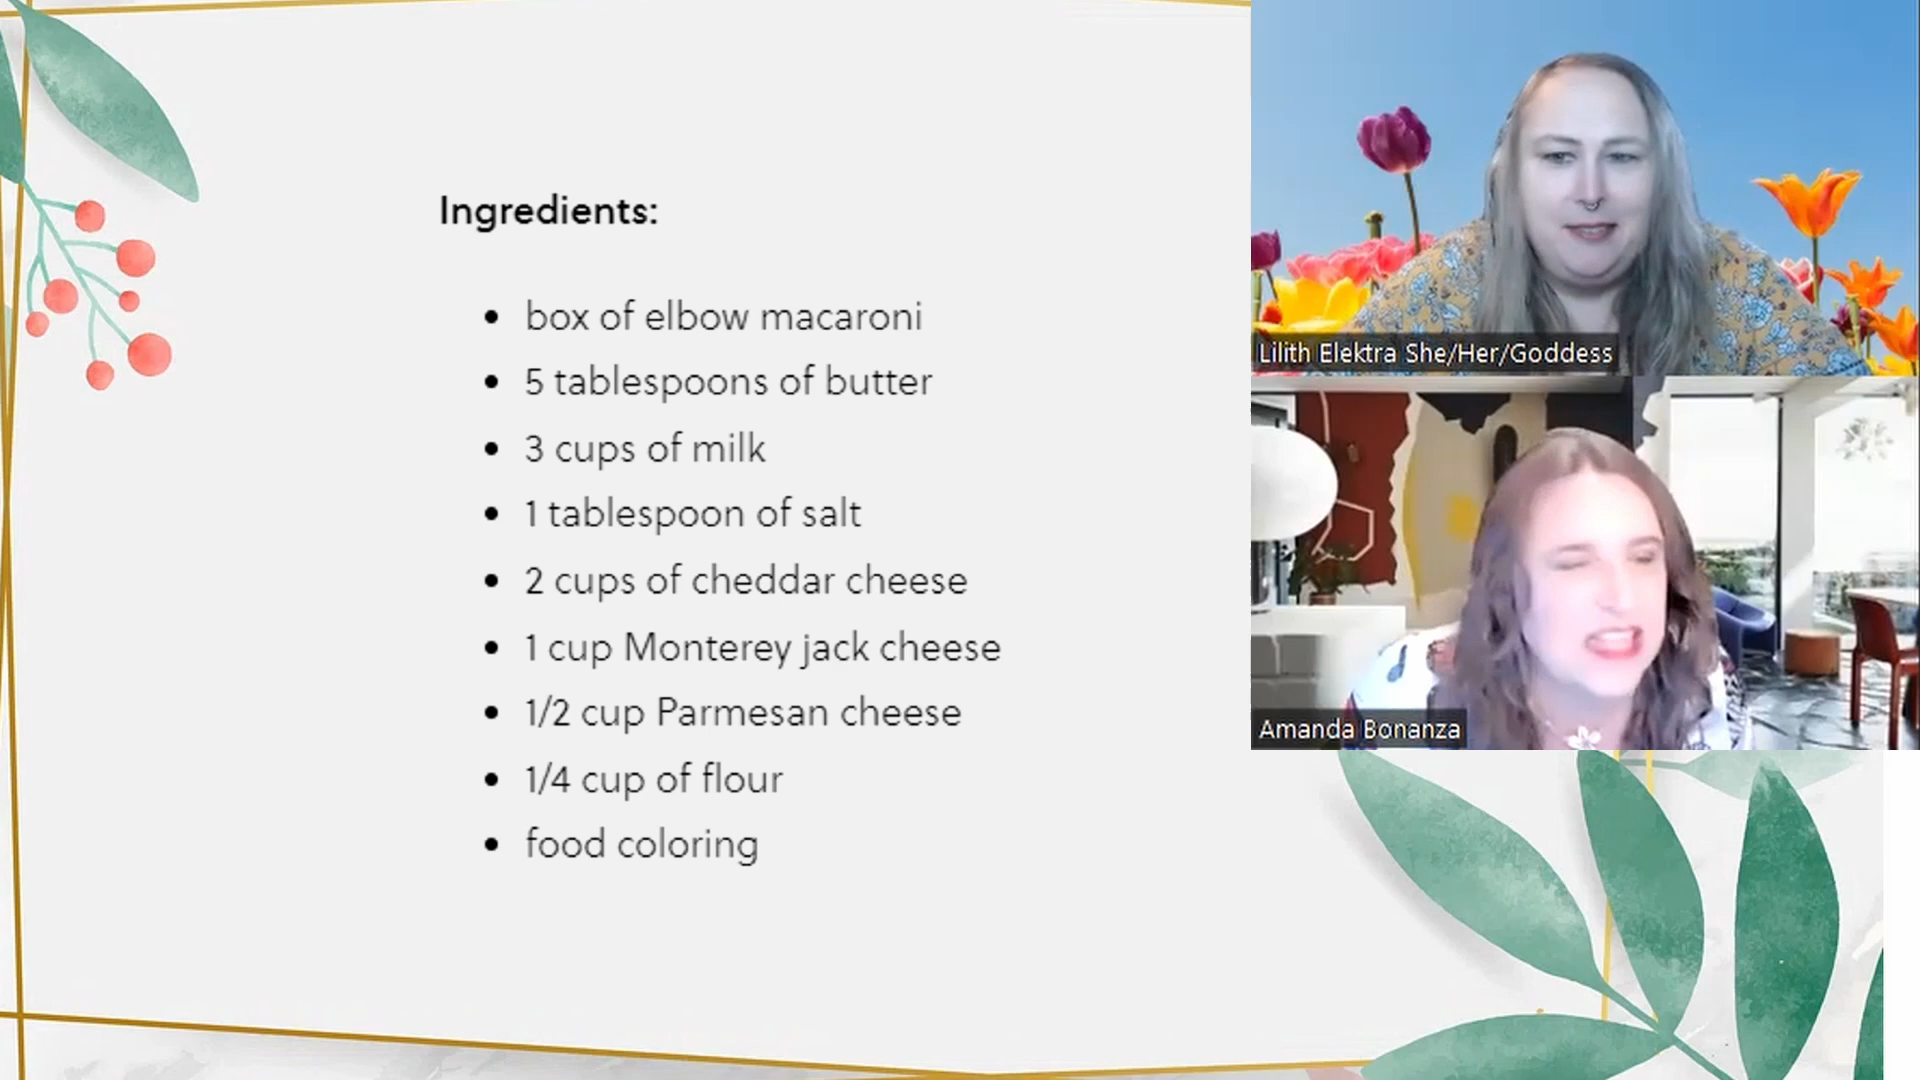 Ingredients:
box of elbow macaroni
5 tablespoons of butter
3 cups of milk
1 tablespoon of salt
2 cups of cheddar cheese
1 cup Monterey jack cheese
1/2 cup Parmesan cheese
1/4 cup of flour
food coloring
Lilith Elektra She/Her/Goddess
Amanda Bonanza